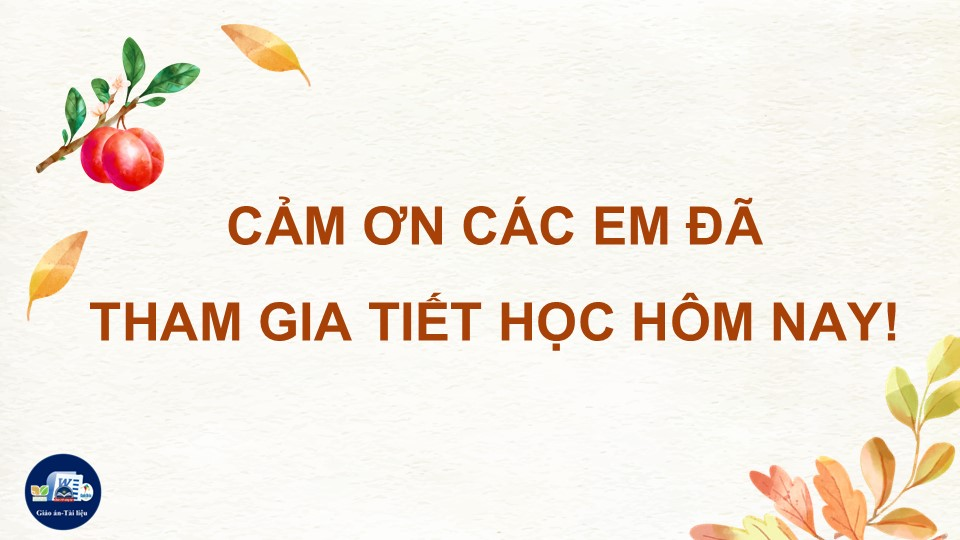 CẢM ƠN CÁC EM ĐÃ
THAM GIA TIẾT HỌC HÔM NAY!
Giáo án-Tài liệu